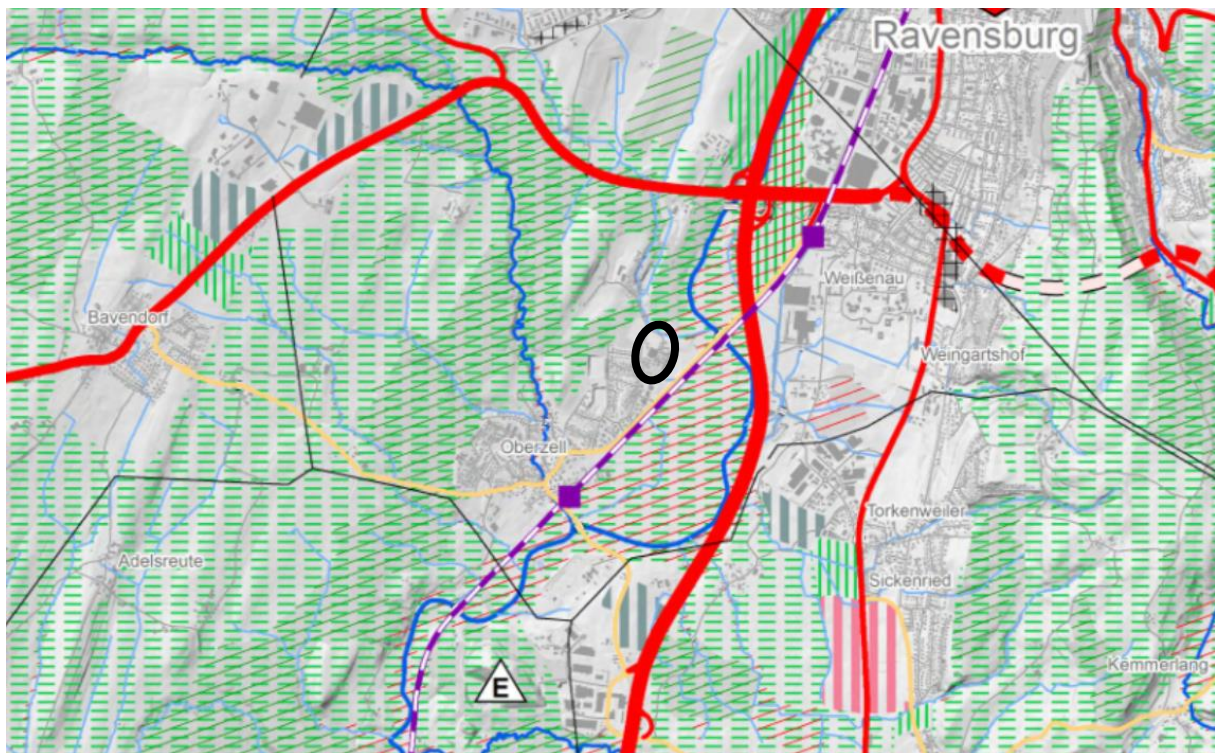 Ravensburg
Weißenau
Bavendorf
Weingartshof
Oberzell
Torkenweiler
Adelsreute
Sickenried
Kemmerlang
E